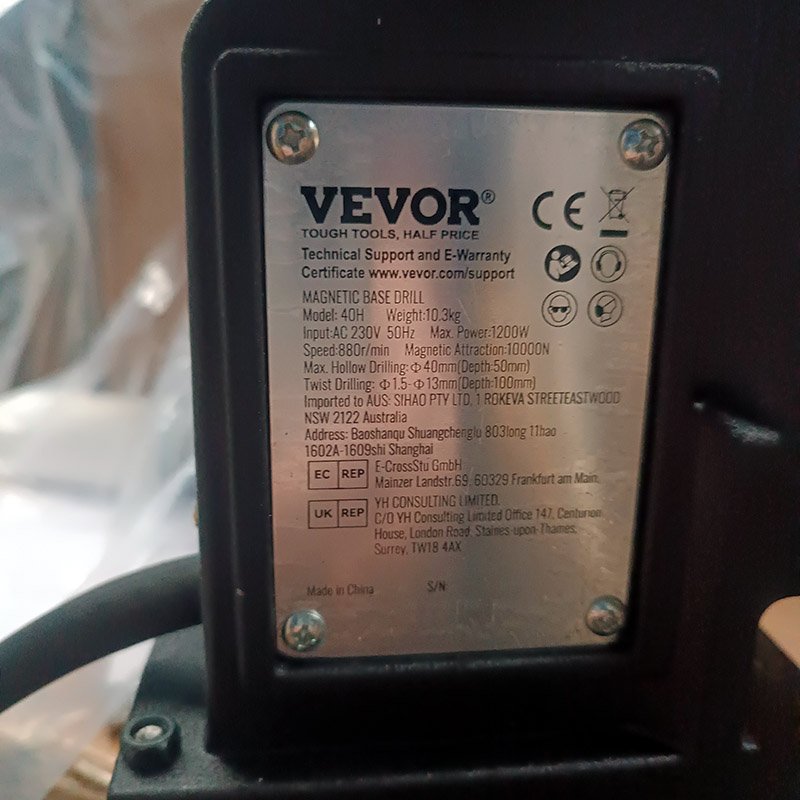 VEVOR®
TOUGH TOOLS, HALF PRICE
CE
Technical Support and E-Warranty
Certificate www.vevor.com/support
MAGNETIC BASE DRILL
Model: 40H Weight:10.3kg
Input:AC 230V 50Hz Max. Power:1200W
Speed:880r/min Magnetic Attraction:10000N
Max. Hollow Drilling:Φ40mm(Depth:50mm)
Twist Drilling: Φ1.5-Φ13mm(Depth:100mm)
Imported to AUS: SIHAO PTY LTD, 1 ROKEVA STREETEASTWOOD
NSW 2122 Australia
Address: Baoshanqu Shuangchenglu 803long 11hao
1602A-1609shi Shanghai
EC REP
E-CrossStu GmbH
Mainzer Landstr.69, 60329 Frankfurt am Main.
UK REP
YH CONSULTING LIMITED.
C/O YH Consulting Limited Office 147, Centurion
House, London Road, Staines-upon-Thames,
Surrey, TW18 4AX
Made in China S/N: